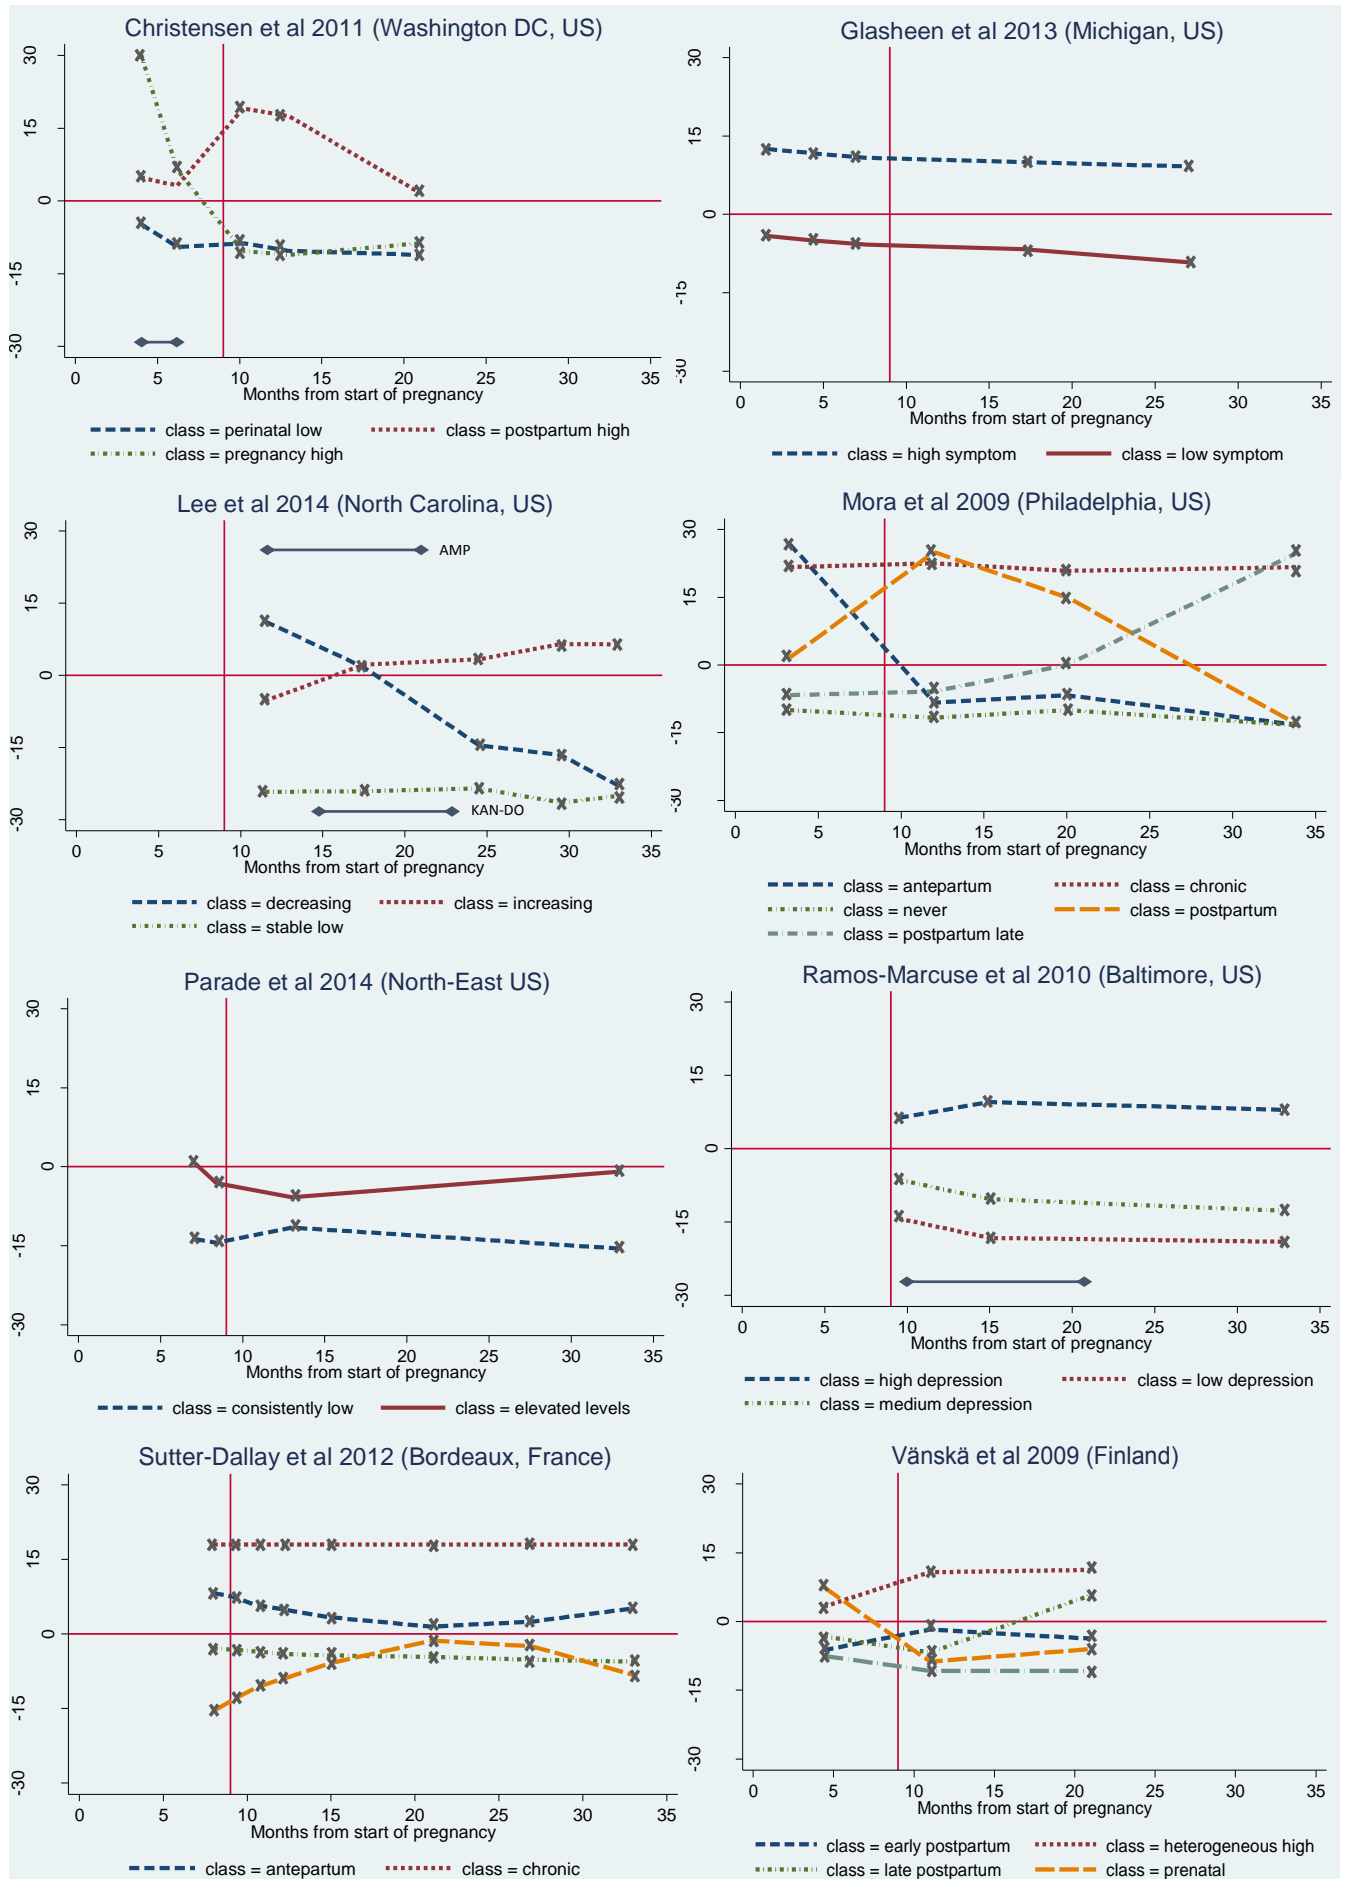 Christensen et al 2011 (Washington DC, US)
30
15
0
-15
-30
0 5 10 15 20 25 30 35
Months from start of pregnancy
class = perinatal low class = postpartum high
class = pregnancy high
Glasheen et al 2013 (Michigan, US)
30
15
0
-15
-30
0 5 10 15 20 25 30 35
Months from start of pregnancy
class = high symptom class = low symptom
Lee et al 2014 (North Carolina, US)
30
15
0
-15
-30
AMP
KAN-DO
0 5 10 15 20 25 30 35
Months from start of pregnancy
class = decreasing class = increasing
class = stable low
Mora et al 2009 (Philadelphia, US)
30
15
0
-15
-30
0 5 10 15 20 25 30 35
Months from start of pregnancy
class = antepartum class = chronic
class = never class = postpartum
class = postpartum late
Parade et al 2014 (North-East US)
30
15
0
-15
-30
0 5 10 15 20 25 30 35
Months from start of pregnancy
class = consistently low class = elevated levels
Ramos-Marcuse et al 2010 (Baltimore, US)
30
15
0
-15
-30
0 5 10 15 20 25 30 35
Months from start of pregnancy
class = high depression class = low depression
class = medium depression
Sutter-Dallay et al 2012 (Bordeaux, France)
30
15
0
-15
-30
0 5 10 15 20 25 30 35
Months from start of pregnancy
class = antepartum class = chronic
Vänskä et al 2009 (Finland)
30
15
0
-15
-30
0 5 10 15 20 25 30 35
Months from start of pregnancy
class = early postpartum class = heterogeneous high
class = late postpartum class = prenatal